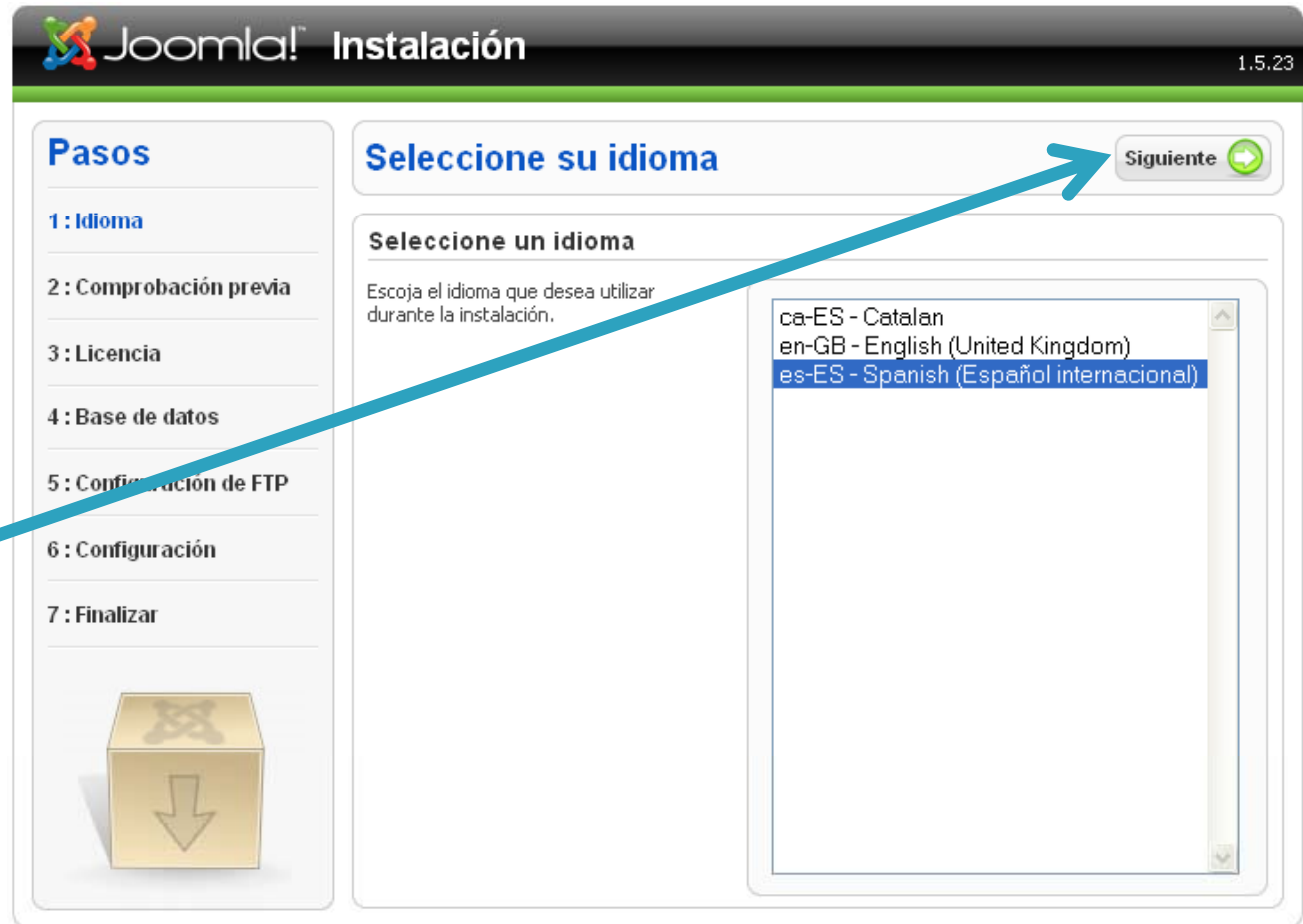 Joomla!™ Instalación
1.5.23
Pasos
1 : Idioma
2 : Comprobación previa
3 : Licencia
4 : Base de datos
5 : Configuración de FTP
6 : Configuración
7 : Finalizar
Seleccione su idioma
Siguiente
Seleccione un idioma
Escoja el idioma que desea utilizar
durante la instalación.
ca-ES - Catalan
en-GB - English (United Kingdom)
es-ES - Spanish (Español internacional)